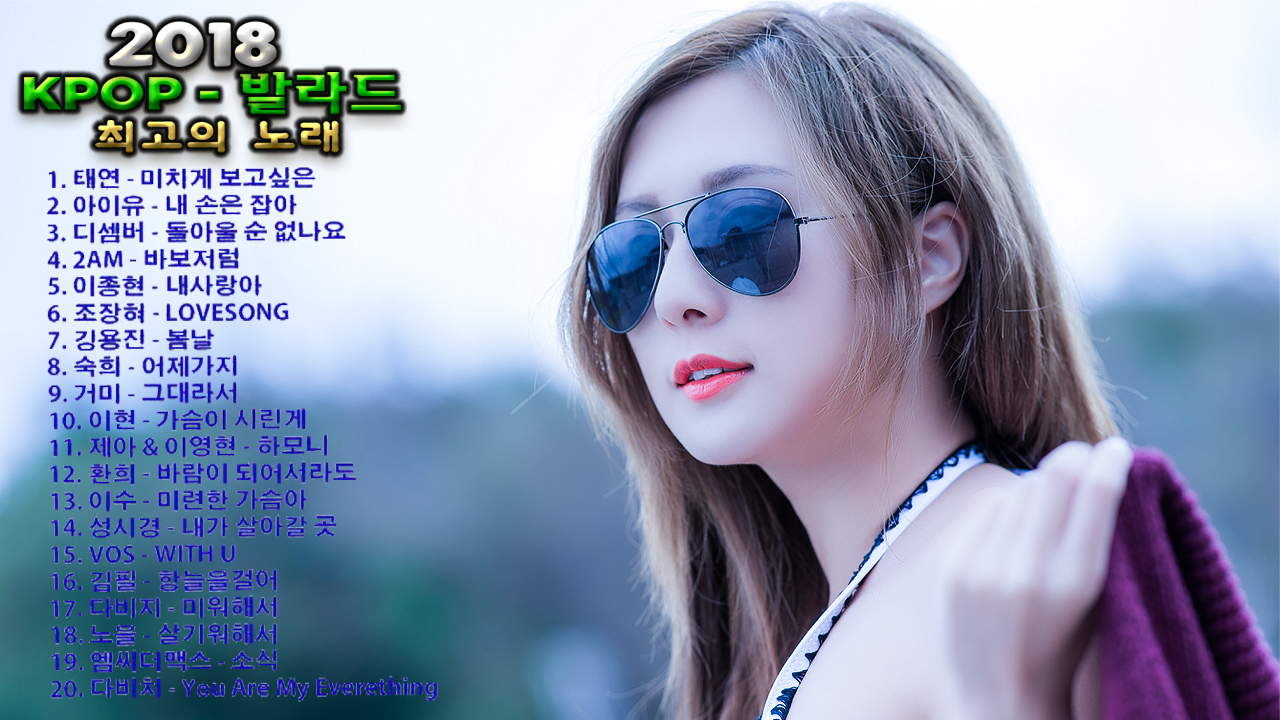 2018
KPOP - 발라드
최고의 노래
1. 태연 - 미치게 보고싶은
2. 아이유 - 내 손은 잡아
3. 디셈버 - 돌아올 순 없나요
4. 2AM - 바보저럼
5. 이종현 - 내사랑아
6. 조장혀 - LOVESONG
7. 김용진 - 봄날
8. 숙희 - 어제가지
9. 거미 - 그대라서
10. 이현 - 가슴이 시린게
11. 제아 & 이영현 - 하모니
12. 환희 - 바람이 되어서라도
13. 이수 - 미련한 가슴아
14. 성시경 - 내가 살아갈 곳
15. VOS - WITH U
16. 김필 - 항늘을걸어
17. 다비지 - 미워해서
18. 노을 - 살기워해서
19. 엠씨더맥스 - 소식
20. 다비치 - You Are My Everething